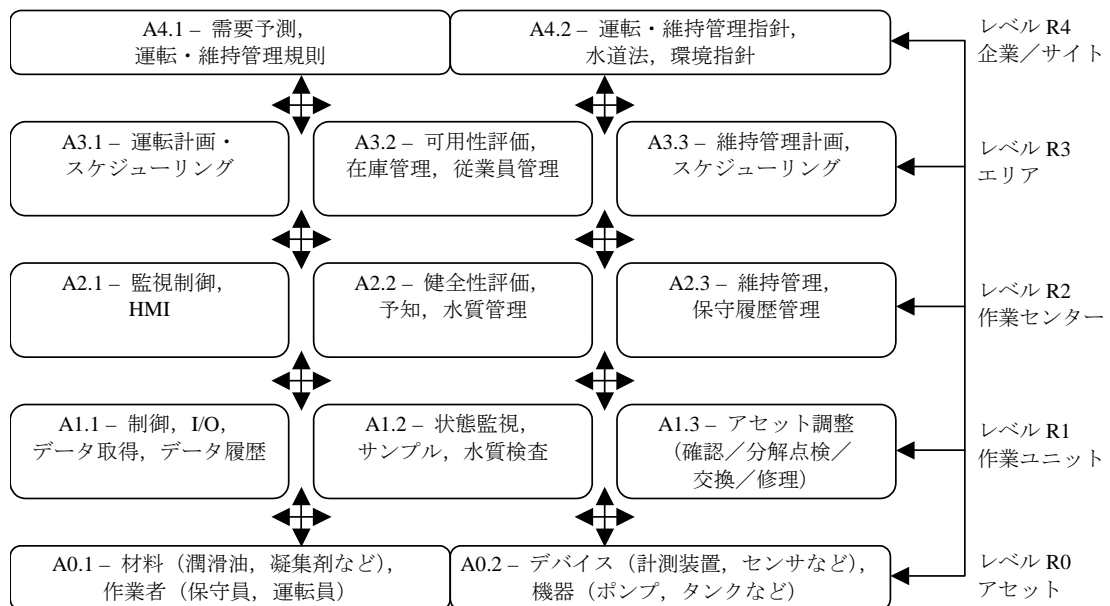 A4.1 – 需要予測,
運転・維持管理規則
A4.2 – 運転・維持管理指針,
水道法,環境指針
レベル R4
企業／サイト
A3.1 – 運転計画・
スケジューリング
A3.2 – 可用性評価,
在庫管理,従業員管理
A3.3 – 維持管理計画,
スケジューリング
レベル R3
エリア
A2.1 – 監視制御,
HMI
A2.2 – 健全性評価,
予知,水質管理
A2.3 – 維持管理,
保守履歴管理
レベル R2
作業センター
A1.1 – 制御,I/O,
データ取得,データ履歴
A1.2 – 状態監視,
サンプル,水質検査
A1.3 – アセット調整
（確認／分解点検／
交換／修理）
レベル R1
作業ユニット
A0.1 – 材料（潤滑油,凝集剤など）,
作業者（保守員,運転員）
A0.2 – デバイス（計測装置,センサなど）,
機器（ポンプ,タンクなど）
レベル R0
アセット